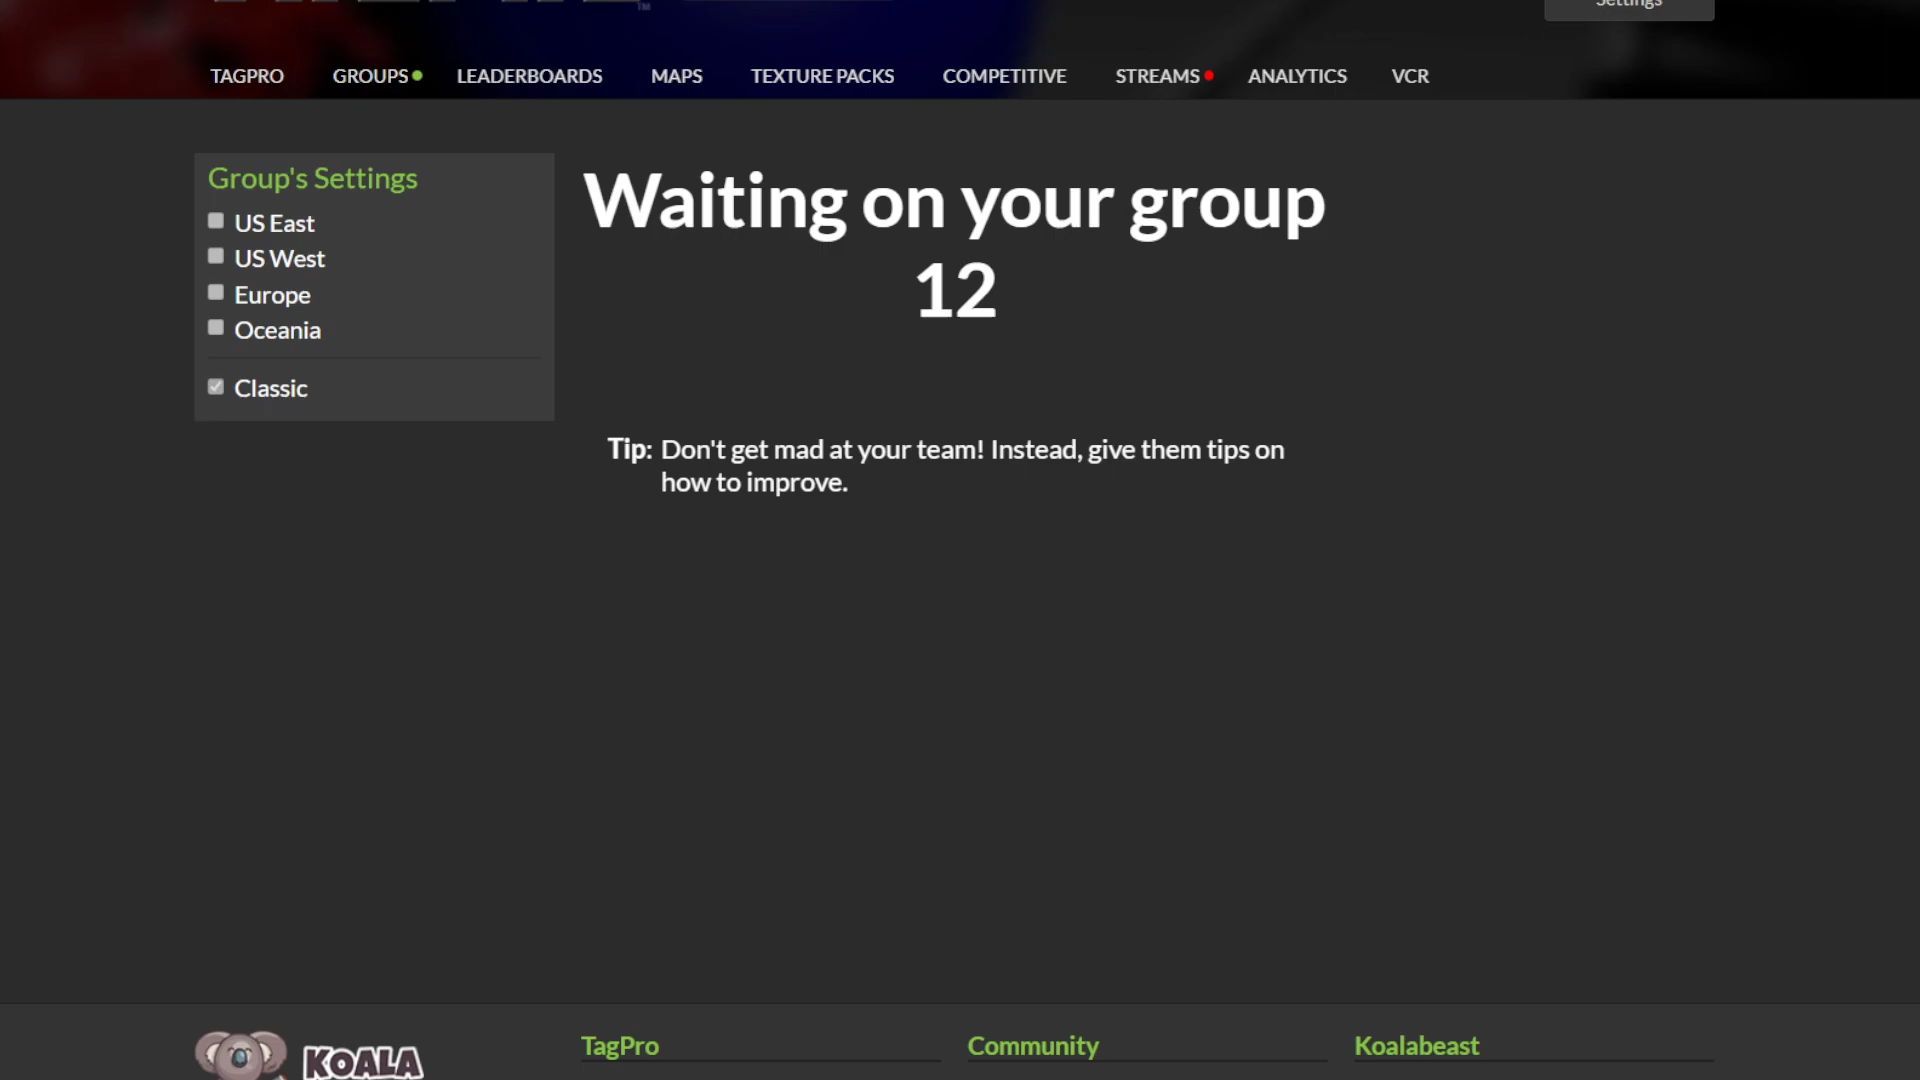 TM
Settings
TAGPRO GROUPS LEADERBOARDS MAPS TEXTURE PACKS COMPETITIVE STREAMS ANALYTICS VCR
Group's Settings
US East
US West
Europe
Oceania
Classic
Waiting on your group
12
Tip: Don't get mad at your team! Instead, give them tips on
how to improve.
KOALA
TagPro
Community
Koalabeast